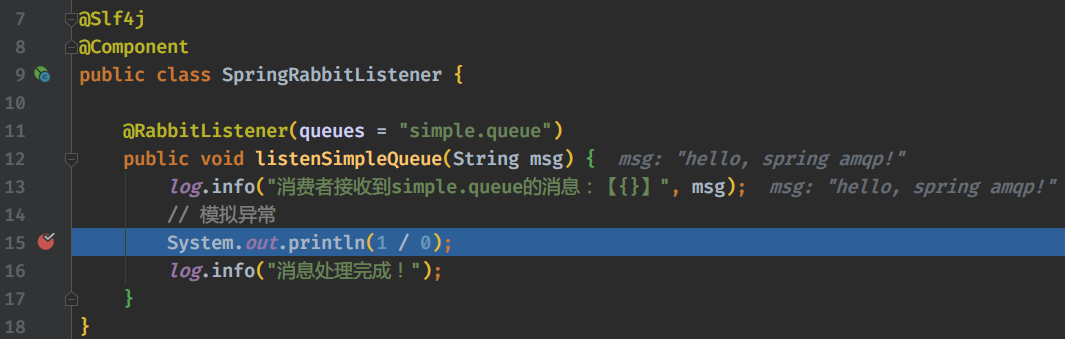 7 @Slf4j
8 @Component
9 public class SpringRabbitListener {
10
11 @RabbitListener(queues = "simple.queue")
12 public void listenSimpleQueue(String msg) { msg: "hello, spring amqp!"
13 log.info("消费者接收到simple.queue的消息：【{}】", msg); msg: "hello, spring amqp!"
14 // 模拟异常
15 System.out.println(1 / 0);
16 log.info("消息处理完成！");
17 }
18 }